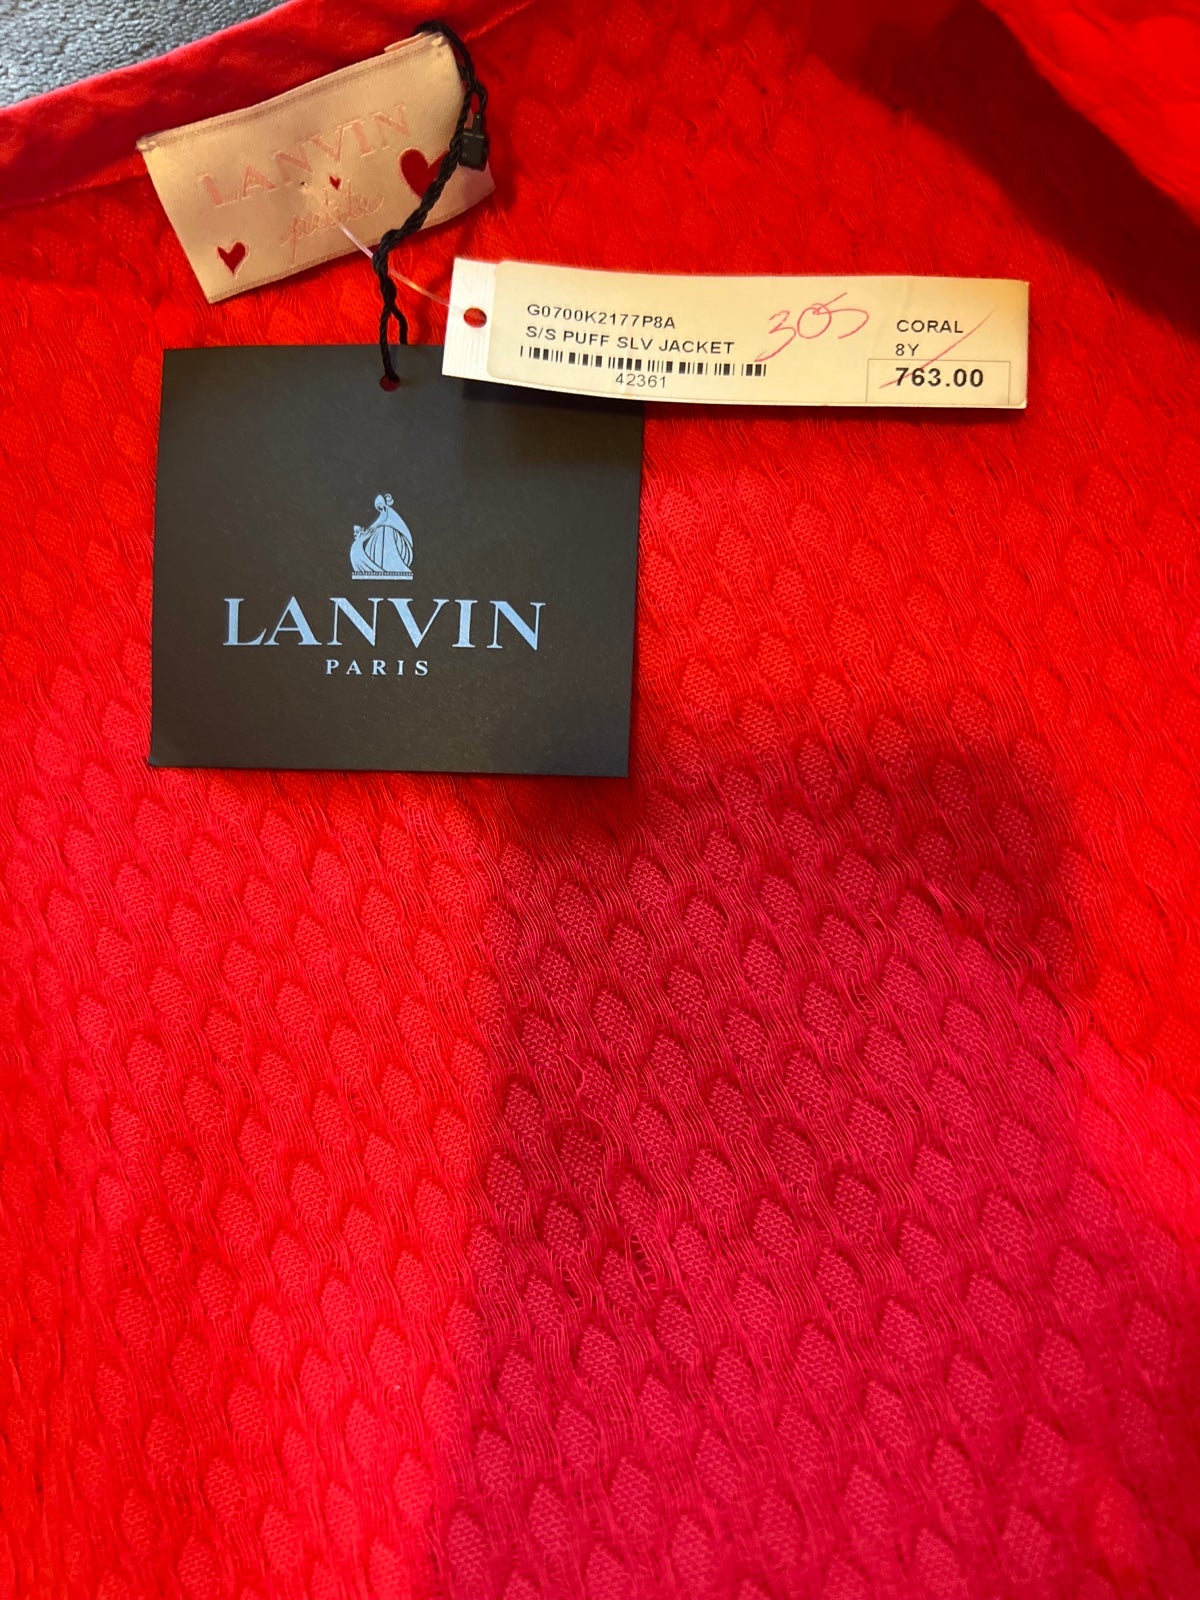 LANVIN
petite
G0700K2177P8A
S/S PUFF SLV JACKET
42361
305
CORAL
8Y
763.00
LANVIN
PARIS